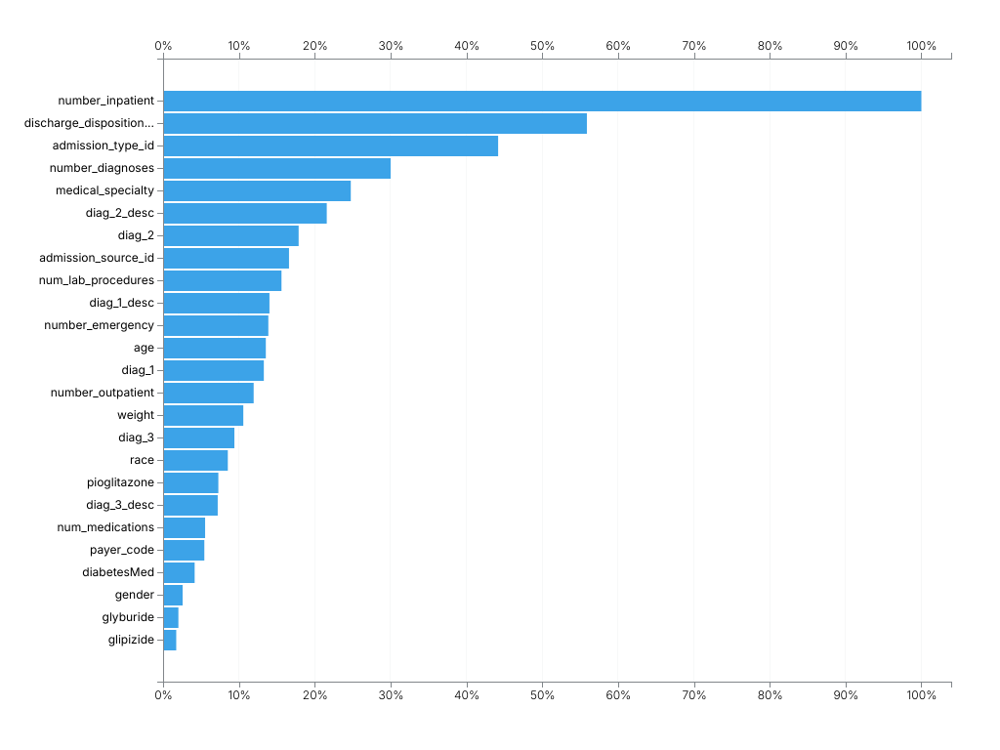 0% 10% 20% 30% 40% 50% 60% 70% 80% 90% 100%
number_inpatient
discharge_disposition...
admission_type_id
number_diagnoses
medical_specialty
diag_2_desc
diag_2
admission_source_id
num_lab_procedures
diag_1_desc
number_emergency
age
diag_1
number_outpatient
weight
diag_3
race
pioglitazone
diag_3_desc
num_medications
payer_code
diabetesMed
gender
glyburide
glipizide
0% 10% 20% 30% 40% 50% 60% 70% 80% 90% 100%